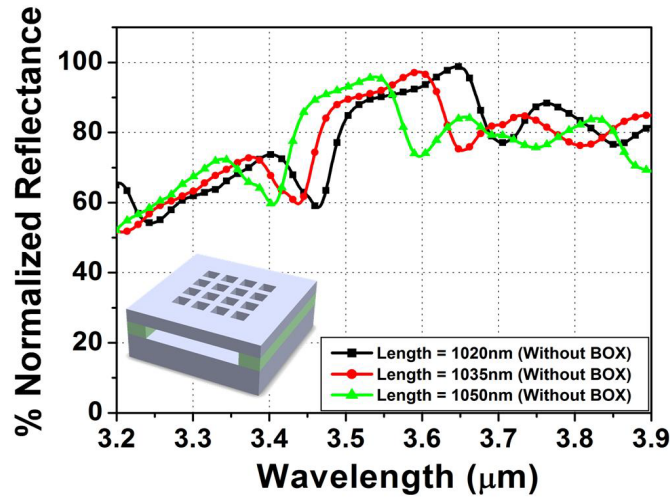 % Normalized Reflectance
100
80
60
40
20
0
Length = 1020nm (Without BOX)
Length = 1035nm (Without BOX)
Length = 1050nm (Without BOX)
3.2 3.3 3.4 3.5 3.6 3.7 3.8 3.9
Wavelength (μm)